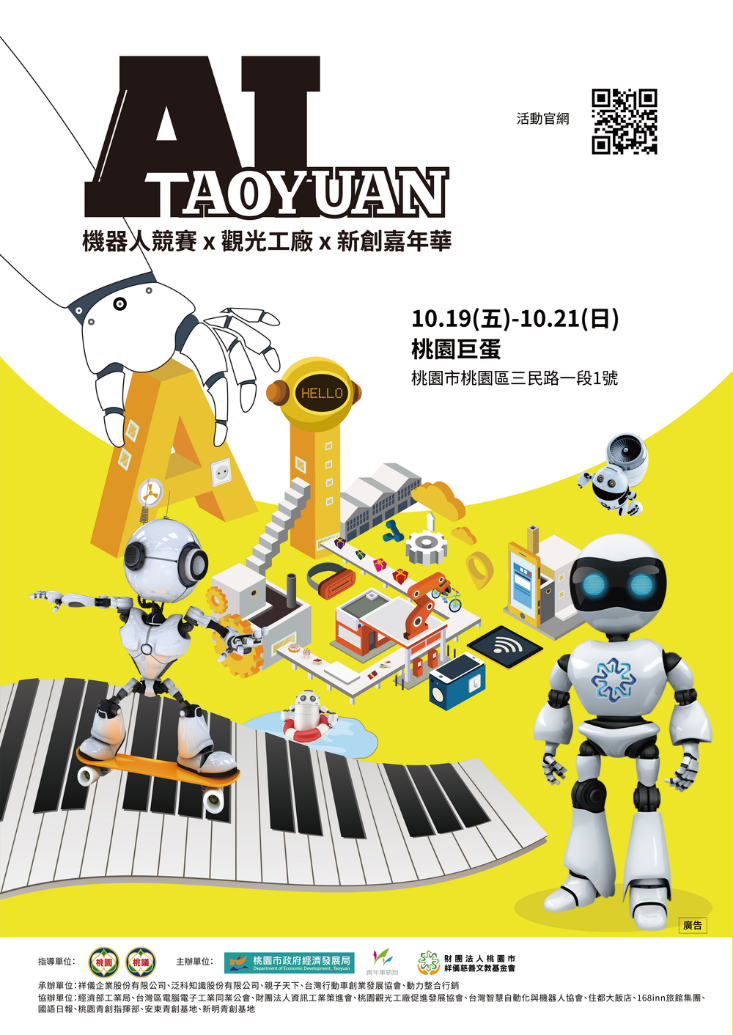 AI
TAOYUAN
活動官網
機器人競賽 x 觀光工廠 x 新創嘉年華
10.19(五)-10.21(日)
桃園巨蛋
桃園市桃園區三民路一段1號
HELLO
AI
廣告
指導單位： 桃園 桃議 主辦單位： 桃園市政府經濟發展局
Department of Economic Development, Taoyuan
青年事務局
財團法人桃園市
祥儀慈善文教基金會
承辦單位：祥儀企業股份有限公司、泛科知識股份有限公司、親子天下、台灣行動車創業發展協會、動力整合行銷
協辦單位：經濟部工業局、台灣區電腦電子工業同業公會、財團法人資訊工業策進會、桃園觀光工廠促進發展協會、台灣智慧自動化與機器人協會、住都大飯店、168inn旅館集團、
國語日報、桃園青創指揮部、安東青創基地、新明青創基地